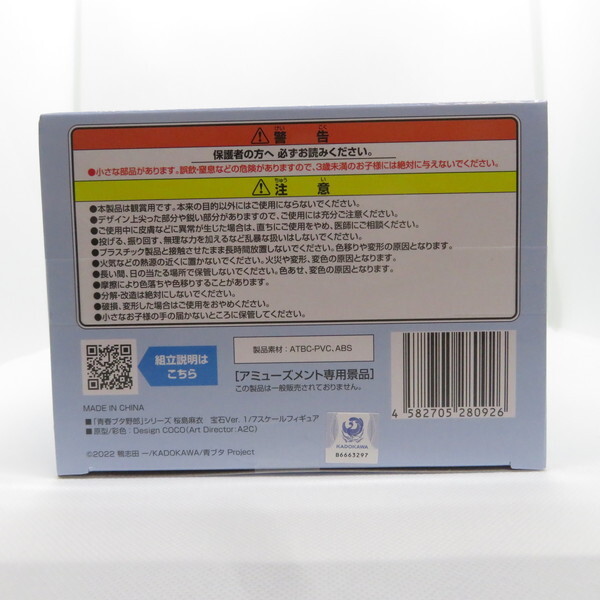 ⚠警告
保護者の方へ 必ずお読みください。
●小さな部品があります。誤飲・窒息などの危険がありますので、3歳未満のお子様には絶対に与えないでください。
⚠注意
●本製品は観賞用です。本来の目的以外にはご使用にならないでください。
●デザイン上尖った部分や鋭い部分がありますので、ご使用には充分ご注意ください。
●ご使用中に皮膚などに異常が生じた場合は、直ちにご使用をやめ、医師にご相談ください。
●投げる、振り回す、無理な力を加えるなど乱暴な扱いはしないでください。
●プラスチック製品と接触させたまま長時間放置しないでください。色移りや変形の原因となります。
●火気などの熱源の近くに置かないでください。火災や変形、変色の原因となります。
●長い間、日の当たる場所で保管しないでください。色あせ、変色の原因となります。
●摩擦により色落ちや色移りすることがあります。
●分解・改造は絶対にしないでください。
●破損、変形した場合はご使用をおやめください。
●小さなお子様の手の届かないところに保管してください。
組立説明は
こちら
製品素材：ATBC-PVC、ABS
[アミューズメント専用景品]
この製品は一般販売されておりません。
4 582705 280926
MADE IN CHINA
■「青春ブタ野郎」シリーズ 桜島麻衣 宝石Ver. 1/7スケールフィギュア
■原型/彩色：Design COCO(Art Director:A2C)
©2022 鴨志田 一/KADOKAWA/青ブタ Project
B6663297